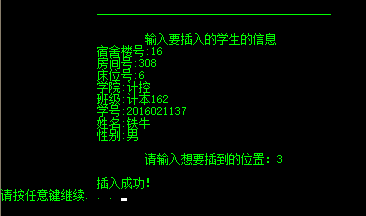 输入要插入的学生的信息
宿舍楼号:16
房间号:308
床位号:6
学院:计控
班级:计本162
学号:2016021137
姓名:铁牛
性别:男
请输入想要插到的位置: 3
插入成功!
请按任意键继续. . .